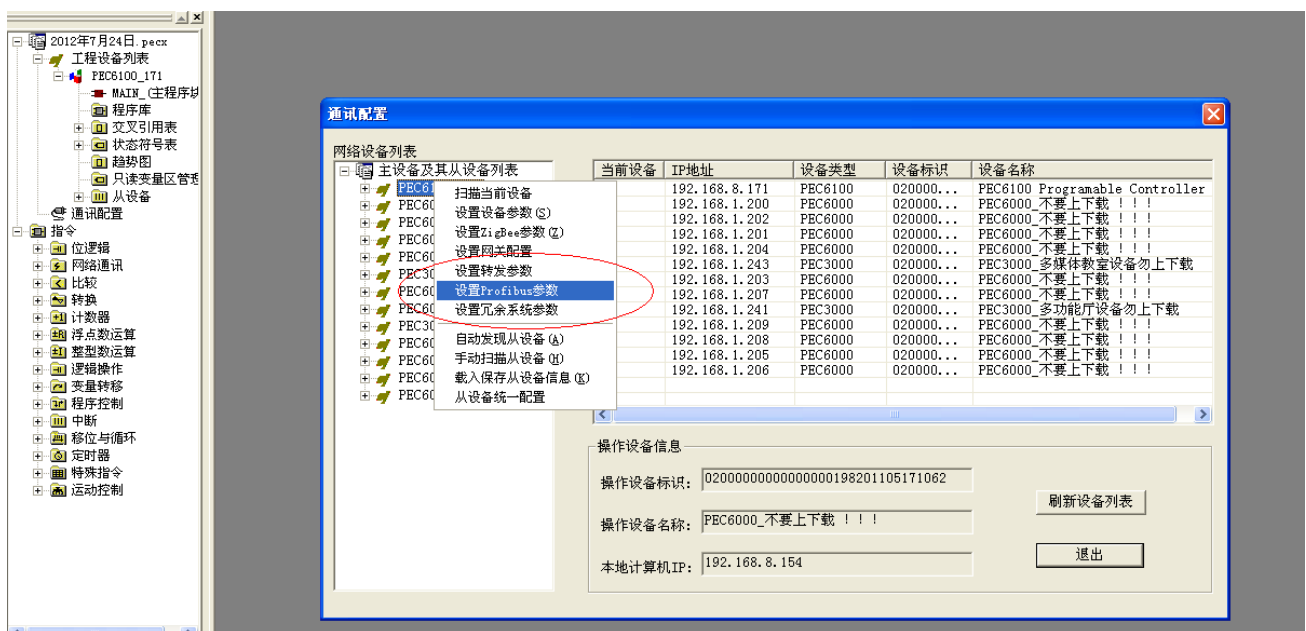 2012年7月24日.pecx
工程设备列表
PEC6100_171
MAIN_(主程序块
程序库
交叉引用表
状态符号表
趋势图
只读变量区管理
从设备
通讯配置
指令
位逻辑
网络通讯
比较
转换
计数器
浮点数运算
整型数运算
逻辑操作
变量转移
程序控制
中断
移位与循环
定时器
特殊指令
运动控制
通讯配置
网络设备列表
主设备及其从设备列表
PEC61
PEC60
PEC60
PEC60
PEC60
PEC30
PEC60
PEC60
PEC30
PEC60
PEC60
PEC60
PEC60
扫描当前设备
设置设备参数(S)
设置ZigBee参数(Z)
设置网关配置
设置转发参数
设置Profibus参数
设置冗余系统参数
自动发现从设备(A)
手动扫描从设备(H)
载入保存从设备信息(K)
从设备统一配置
当前设备 IP地址 设备类型 设备标识 设备名称
192.168.8.171 PEC6100 020000... PEC6100 Programable Controller
192.168.1.200 PEC6000 020000... PEC6000_不要上下载 ！！！
192.168.1.202 PEC6000 020000... PEC6000_不要上下载 ！！！
192.168.1.201 PEC6000 020000... PEC6000_不要上下载 ！！！
192.168.1.204 PEC6000 020000... PEC6000_不要上下载 ！！！
192.168.1.243 PEC3000 020000... PEC3000_多媒体教室设备勿上下载
192.168.1.203 PEC6000 020000... PEC6000_不要上下载 ！！！
192.168.1.207 PEC6000 020000... PEC6000_不要上下载 ！！！
192.168.1.241 PEC3000 020000... PEC3000_多功能厅设备勿上下载
192.168.1.209 PEC6000 020000... PEC6000_不要上下载 ！！！
192.168.1.208 PEC6000 020000... PEC6000_不要上下载 ！！！
192.168.1.205 PEC6000 020000... PEC6000_不要上下载 ！！！
192.168.1.206 PEC6000 020000... PEC6000_不要上下载 ！！！
操作设备信息
操作设备标识：
操作设备名称： PEC6000_不要上下载 ！！！
本地计算机IP： 192.168.8.154
刷新设备列表
退出